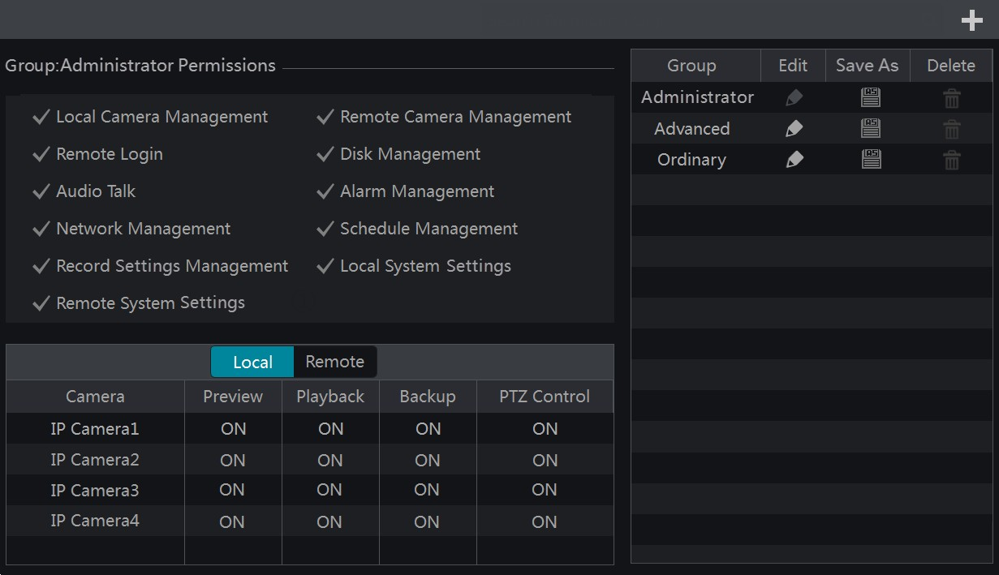 Group:Administrator Permissions
Local Camera Management Remote Camera Management
Remote Login Disk Management
Audio Talk Alarm Management
Network Management Schedule Management
Record Settings Management Local System Settings
Remote System Settings
Local Remote
Camera Preview Playback Backup PTZ Control
IP Camera1 ON ON ON ON
IP Camera2 ON ON ON ON
IP Camera3 ON ON ON ON
IP Camera4 ON ON ON ON
Group Edit Save As Delete
Administrator AS
Advanced AS
Ordinary AS